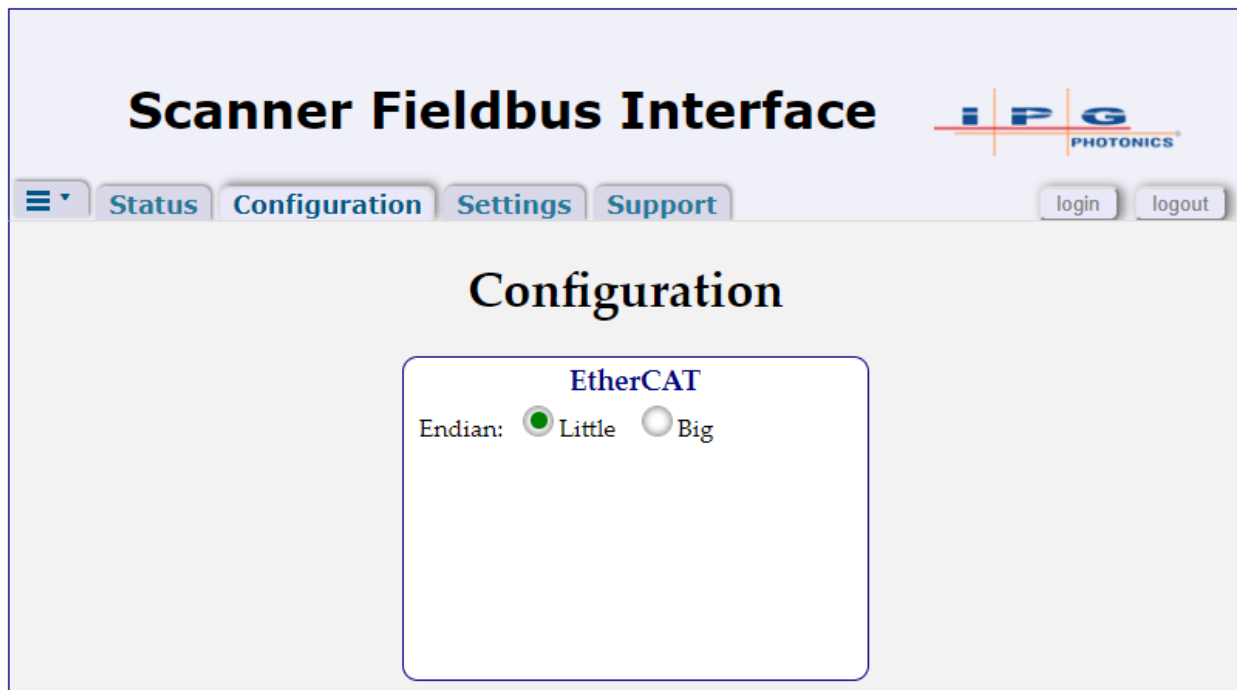 Scanner Fieldbus Interface
IPG
PHOTONICS®
Status Configuration Settings Support login logout
Configuration
EtherCAT
Endian: Little Big